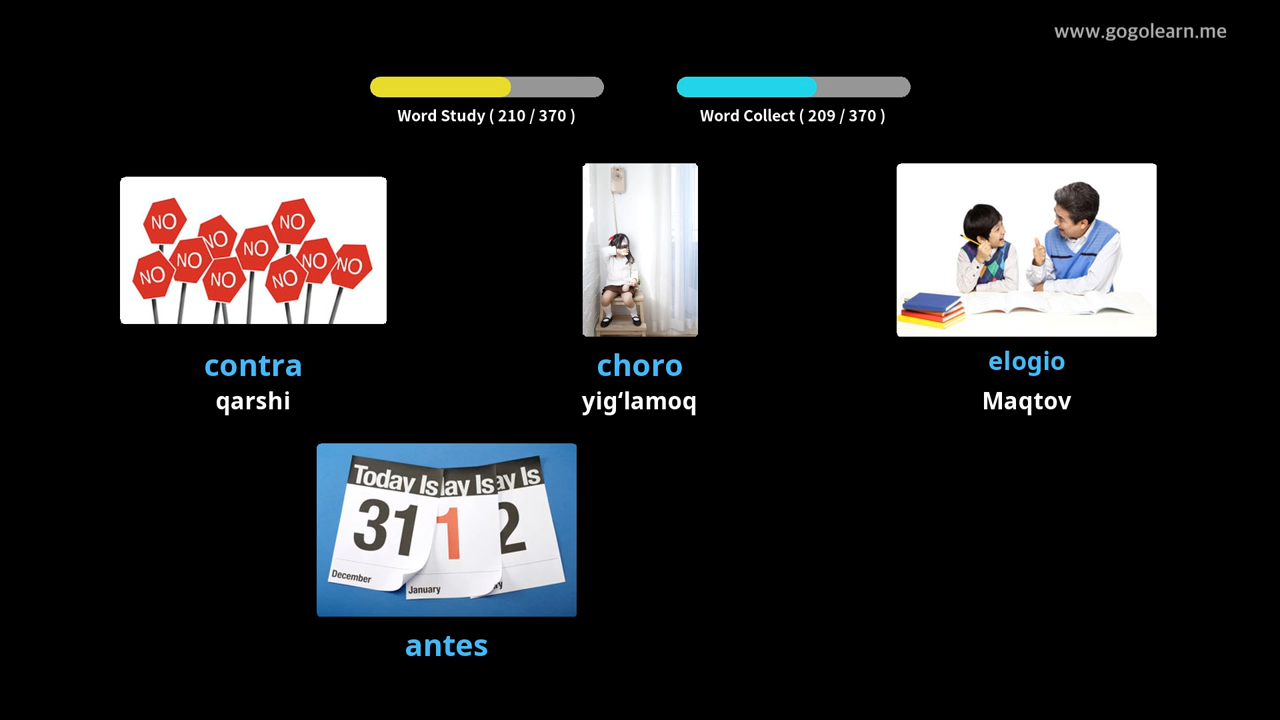 www.gogolearn.me
Word Study ( 210 / 370 )
Word Collect ( 209 / 370 )
NO
NO
NO
NO
NO
NO
NO
NO
NO
NO
contra
qarshi
choro
yig‘lamoq
elogio
Maqtov
Today Is
ay Is
ay Is
31
1
2
December
January
antes